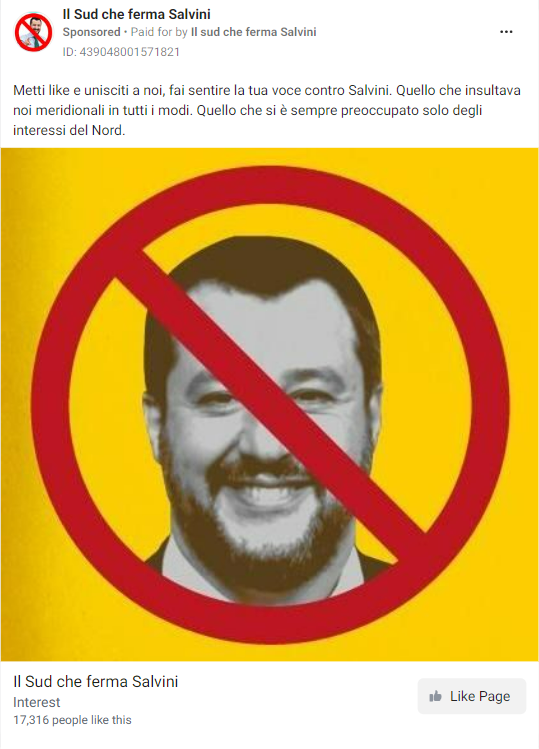 Il Sud che ferma Salvini
Sponsored • Paid for by Il sud che ferma Salvini
ID: 439048001571821
Metti like e unisciti a noi, fai sentire la tua voce contro Salvini. Quello che insultava
noi meridionali in tutti i modi. Quello che si è sempre preoccupato solo degli
interessi del Nord.
Il Sud che ferma Salvini
Interest
17,316 people like this
Like Page